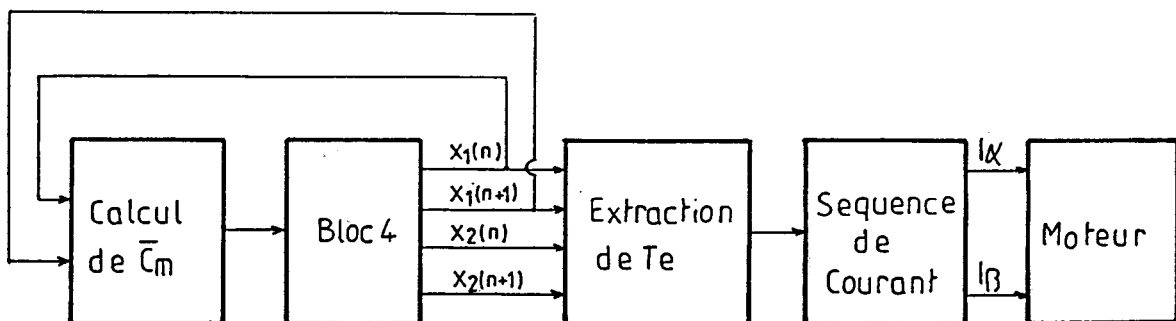 Calcul
de C̅m
Bloc 4
X1(n)
X1(n+1)
X2(n)
X2(n+1)
Extraction
de Te
Sequence
de
Courant
Iα
Iβ
Moteur